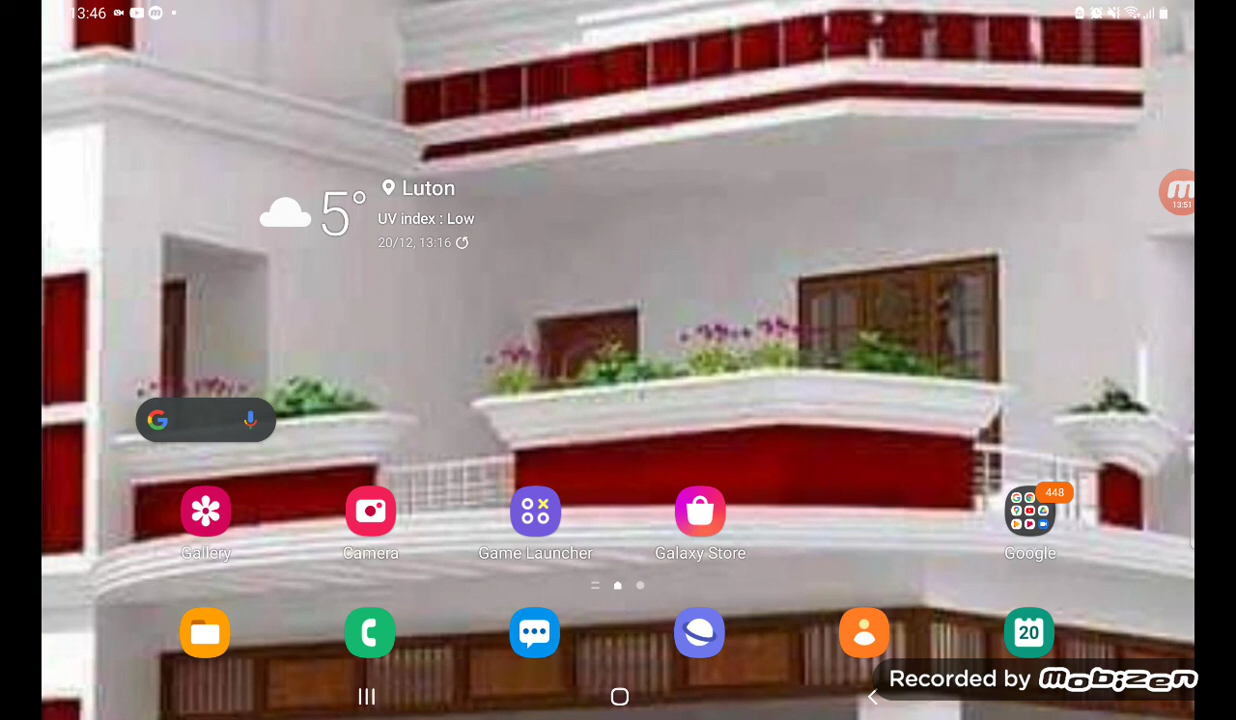 13:46
Luton
5°
UV index : Low
20/12, 13:16
13:51
448
Gallery
Camera
Game Launcher
Galaxy Store
Google
20
Recorded by mobizen